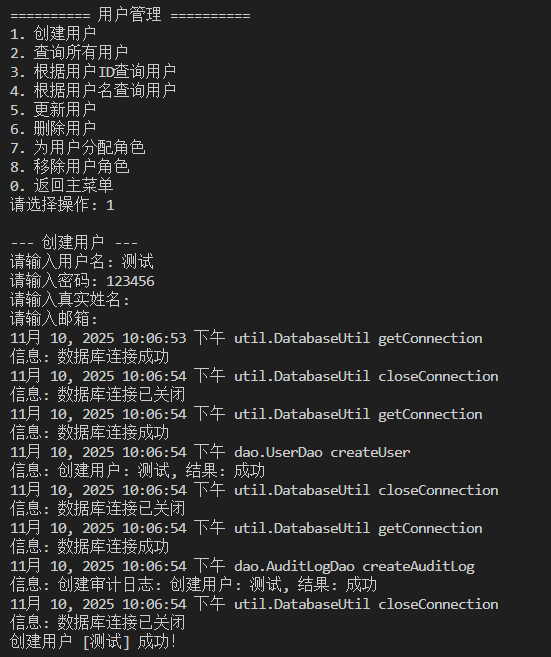 ========== 用户管理 ==========
1. 创建用户
2. 查询所有用户
3. 根据用户ID查询用户
4. 根据用户名查询用户
5. 更新用户
6. 删除用户
7. 为用户分配角色
8. 移除用户角色
0. 返回主菜单
请选择操作: 1
--- 创建用户 ---
请输入用户名: 测试
请输入密码: 123456
请输入真实姓名:
请输入邮箱:
11月 10, 2025 10:06:53 下午 util.DatabaseUtil getConnection
信息: 数据库连接成功
11月 10, 2025 10:06:54 下午 util.DatabaseUtil closeConnection
信息: 数据库连接已关闭
11月 10, 2025 10:06:54 下午 util.DatabaseUtil getConnection
信息: 数据库连接成功
11月 10, 2025 10:06:54 下午 dao.UserDao createUser
信息: 创建用户: 测试, 结果: 成功
11月 10, 2025 10:06:54 下午 util.DatabaseUtil closeConnection
信息: 数据库连接已关闭
11月 10, 2025 10:06:54 下午 util.DatabaseUtil getConnection
信息: 数据库连接成功
11月 10, 2025 10:06:54 下午 dao.AuditLogDao createAuditLog
信息: 创建审计日志: 创建用户: 测试, 结果: 成功
11月 10, 2025 10:06:54 下午 util.DatabaseUtil closeConnection
信息: 数据库连接已关闭
创建用户 [测试] 成功!